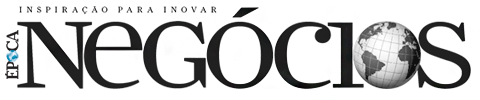 INSPIRAÇÃO PARA INOVAR
ÉPOCA
NEGÓCIOS